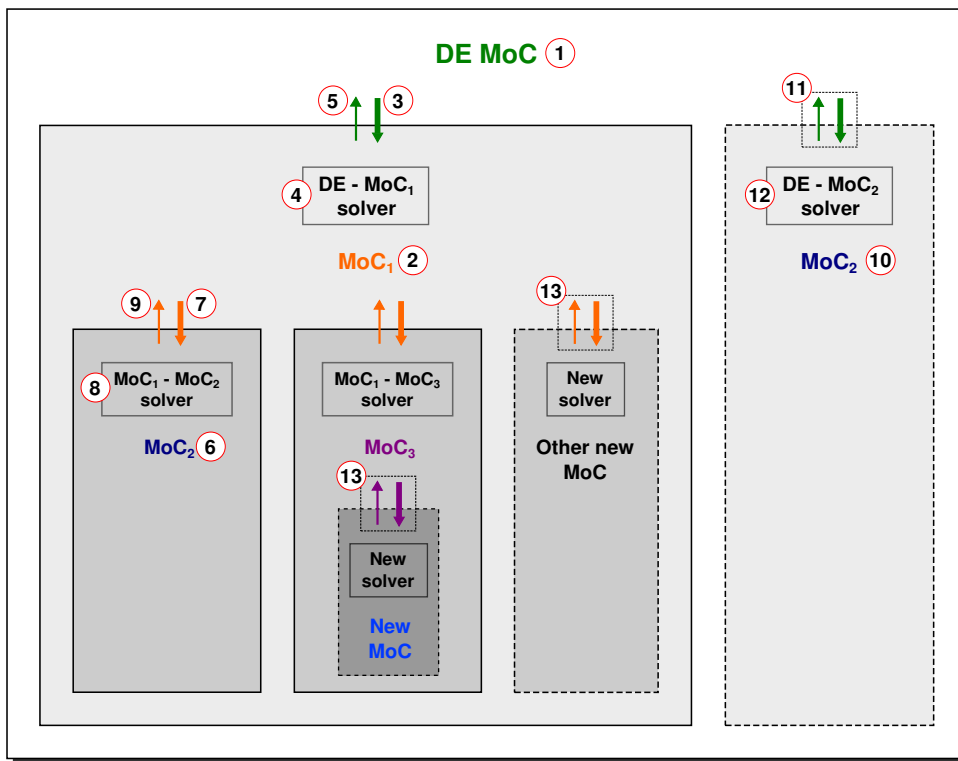 DE MoC 1
5 3 11
4 DE - MoC₁
solver
12 DE - MoC₂
solver
MoC₁ 2
MoC₂ 10
9 7 13
8 MoC₁ - MoC₂
solver
MoC₁ - MoC₃
solver
New
solver
MoC₂ 6
MoC₃
Other new
MoC
13
New
solver
New
MoC